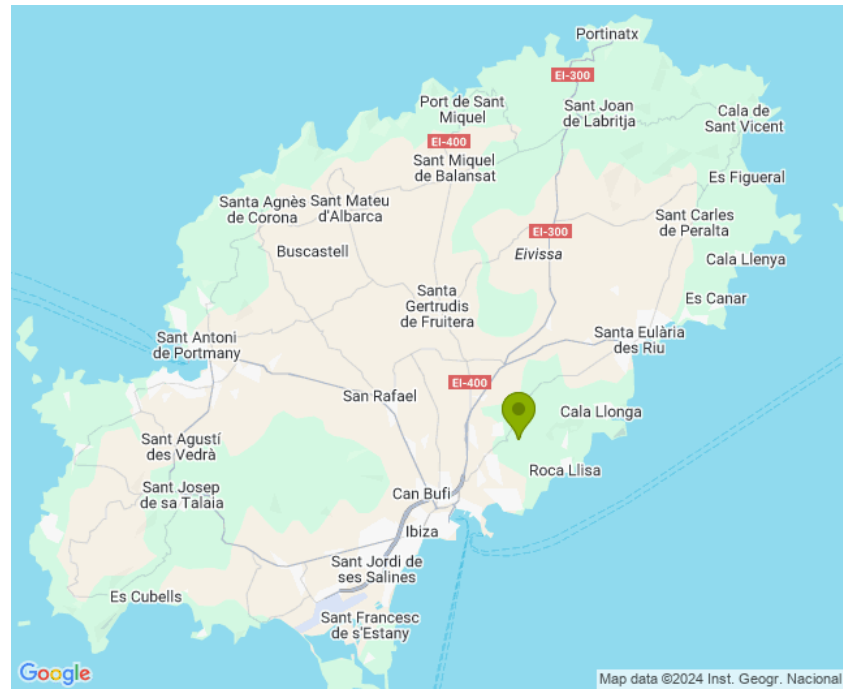 Portinatx
EI-300
Port de Sant
Miquel
Sant Joan
de Labritja
Cala de
Sant Vicent
EI-400
Sant Miquel
de Balansat
Es Figueral
Santa Agnès
de Corona
Sant Mateu
d'Albarca
Sant Carles
de Peralta
EI-300
Buscastell
Eivissa
Cala Llenya
Santa
Gertrudis
de Fruitera
Es Canar
Sant Antoni
de Portmany
Santa Eulària
des Riu
EI-400
San Rafael
Cala Llonga
Sant Agustí
des Vedrà
Roca Llisa
Sant Josep
de sa Talaia
Can Bufi
Ibiza
Sant Jordi de
ses Salines
Es Cubells
Sant Francesc
de s'Estany
Google
Map data ©2024 Inst. Geogr. Nacional